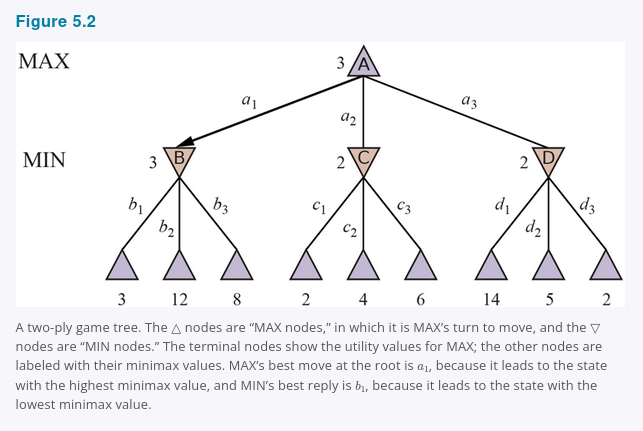 Figure 5.2
MAX
3 A
a1 a2 a3
MIN
3 B 2 C 2 D
b1 b2 b3 c1 c2 c3 d1 d2 d3
3 12 8 2 4 6 14 5 2
A two-ply game tree. The △ nodes are “MAX nodes,” in which it is MAX’s turn to move, and the ▽
nodes are “MIN nodes.” The terminal nodes show the utility values for MAX; the other nodes are
labeled with their minimax values. MAX’s best move at the root is a₁, because it leads to the state
with the highest minimax value, and MIN’s best reply is b₁, because it leads to the state with the
lowest minimax value.